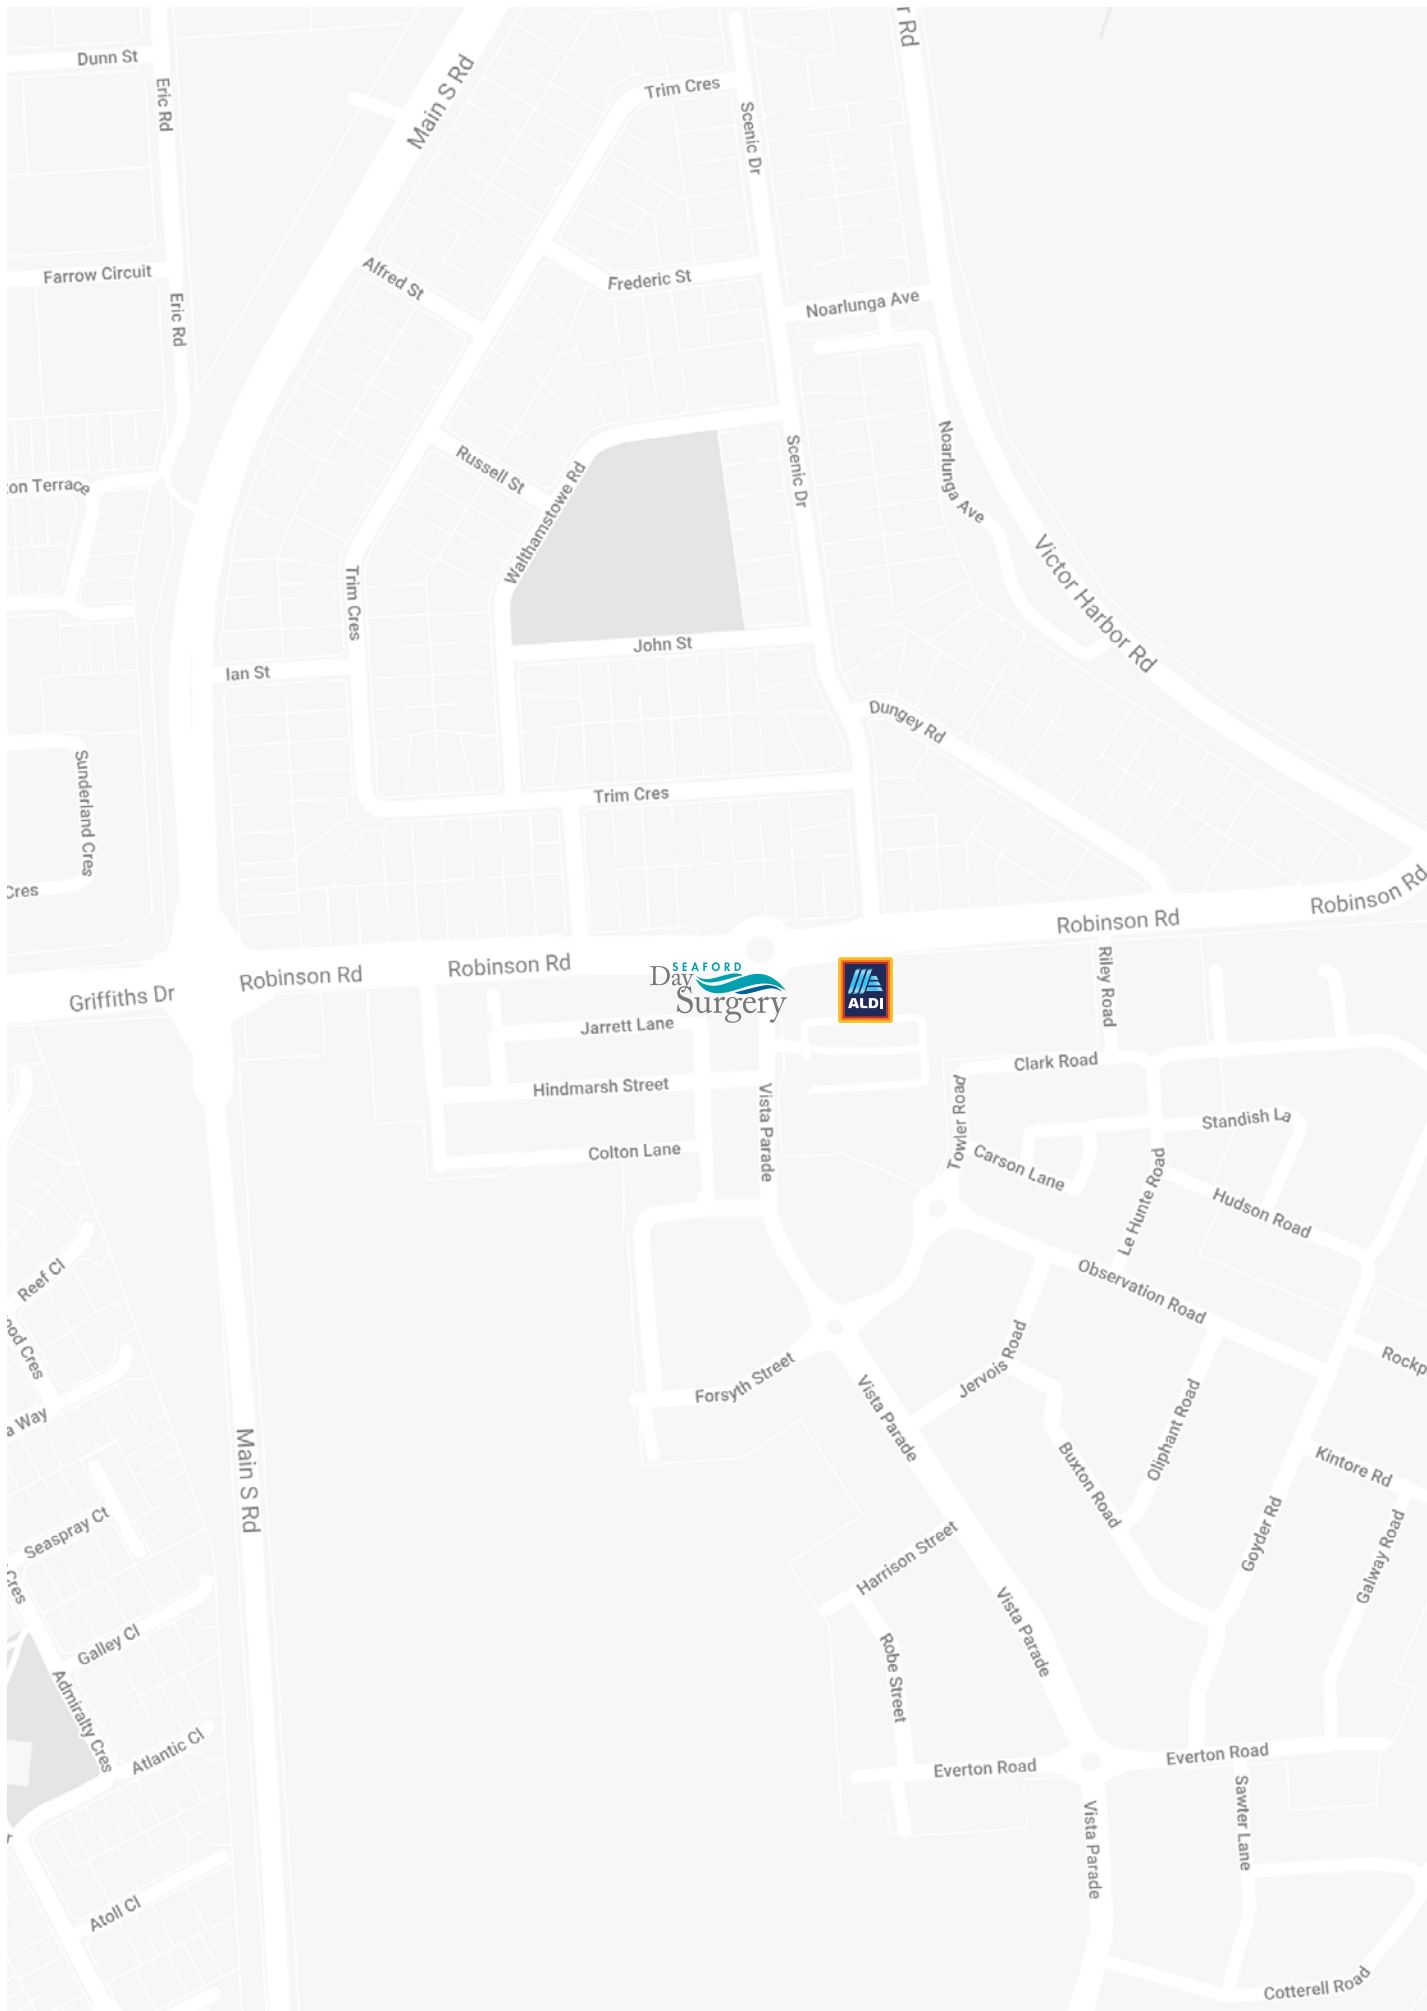 r Rd
Dunn St
Main S Rd
Trim Cres
Eric Rd
Scenic Dr
Farrow Circuit
Alfred St
Frederic St
Noarlunga Ave
Eric Rd
Russell St
Scenic Dr
Noarlunga Ave
ton Terrace
Walthamstowe Rd
Victor Harbor Rd
Trim Cres
John St
Ian St
Dungey Rd
Sunderland Cres
Trim Cres
Cres
Robinson Rd
Robinson Rd
Robinson Rd
Robinson Rd
Griffiths Dr
SEAFORD
Day
Surgery
ALDI
Riley Road
Jarrett Lane
Clark Road
Hindmarsh Street
Vista Parade
Towler Road
Standish La
Colton Lane
Carson Lane
Le Hunte Road
Hudson Road
Reef Cl
Observation Road
ood Cres
Jervois Road
Rockp
Forsyth Street
Vista Parade
a Way
Oliphant Road
Buxton Road
Main S Rd
Kintore Rd
Seaspray Ct
Goyder Rd
Galway Road
Harrison Street
Cres
Vista Parade
Galley Cl
Robe Street
Admiralty Cres
Atlantic Cl
Everton Road
Everton Road
Sawter Lane
Vista Parade
Atoll Cl
Cotterell Road